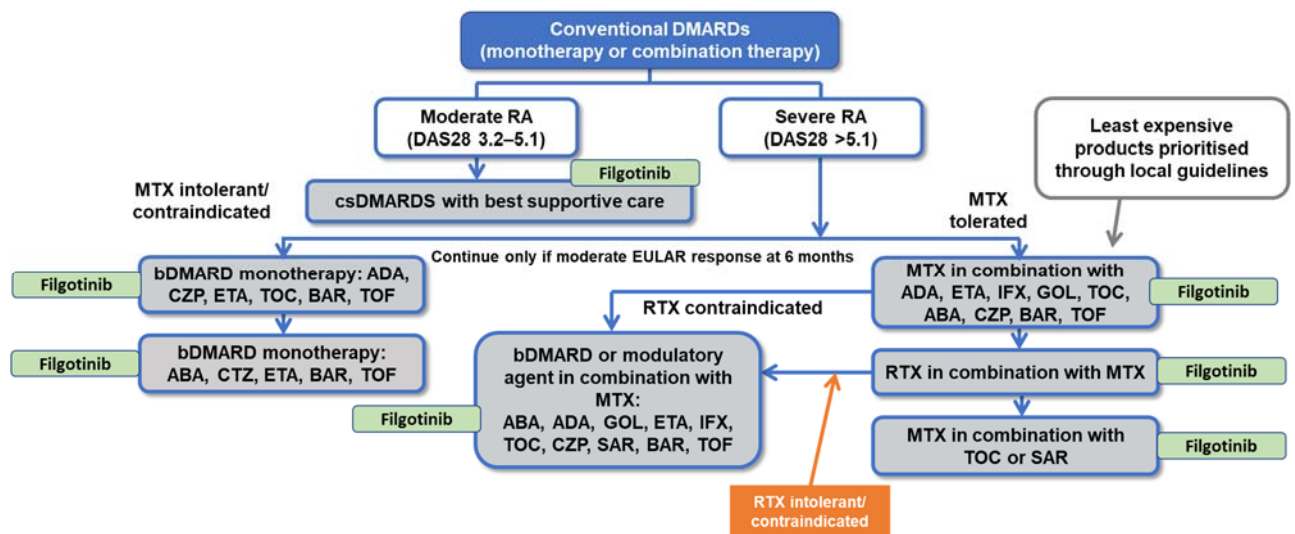 Conventional DMARDs
(monotherapy or combination therapy)
Moderate RA
(DAS28 3.2–5.1)
Severe RA
(DAS28 >5.1)
Least expensive
products prioritised
through local guidelines
Filgotinib
csDMARDS with best supportive care
MTX intolerant/
contraindicated
MTX
tolerated
Continue only if moderate EULAR response at 6 months
Filgotinib
bDMARD monotherapy: ADA,
CZP, ETA, TOC, BAR, TOF
MTX in combination with
ADA, ETA, IFX, GOL, TOC,
ABA, CZP, BAR, TOF
Filgotinib
RTX contraindicated
Filgotinib
bDMARD monotherapy:
ABA, CTZ, ETA, BAR, TOF
bDMARD or modulatory
agent in combination with
MTX:
ABA, ADA, GOL, ETA, IFX,
TOC, CZP, SAR, BAR, TOF
Filgotinib
RTX in combination with MTX
Filgotinib
MTX in combination with
TOC or SAR
Filgotinib
RTX intolerant/
contraindicated